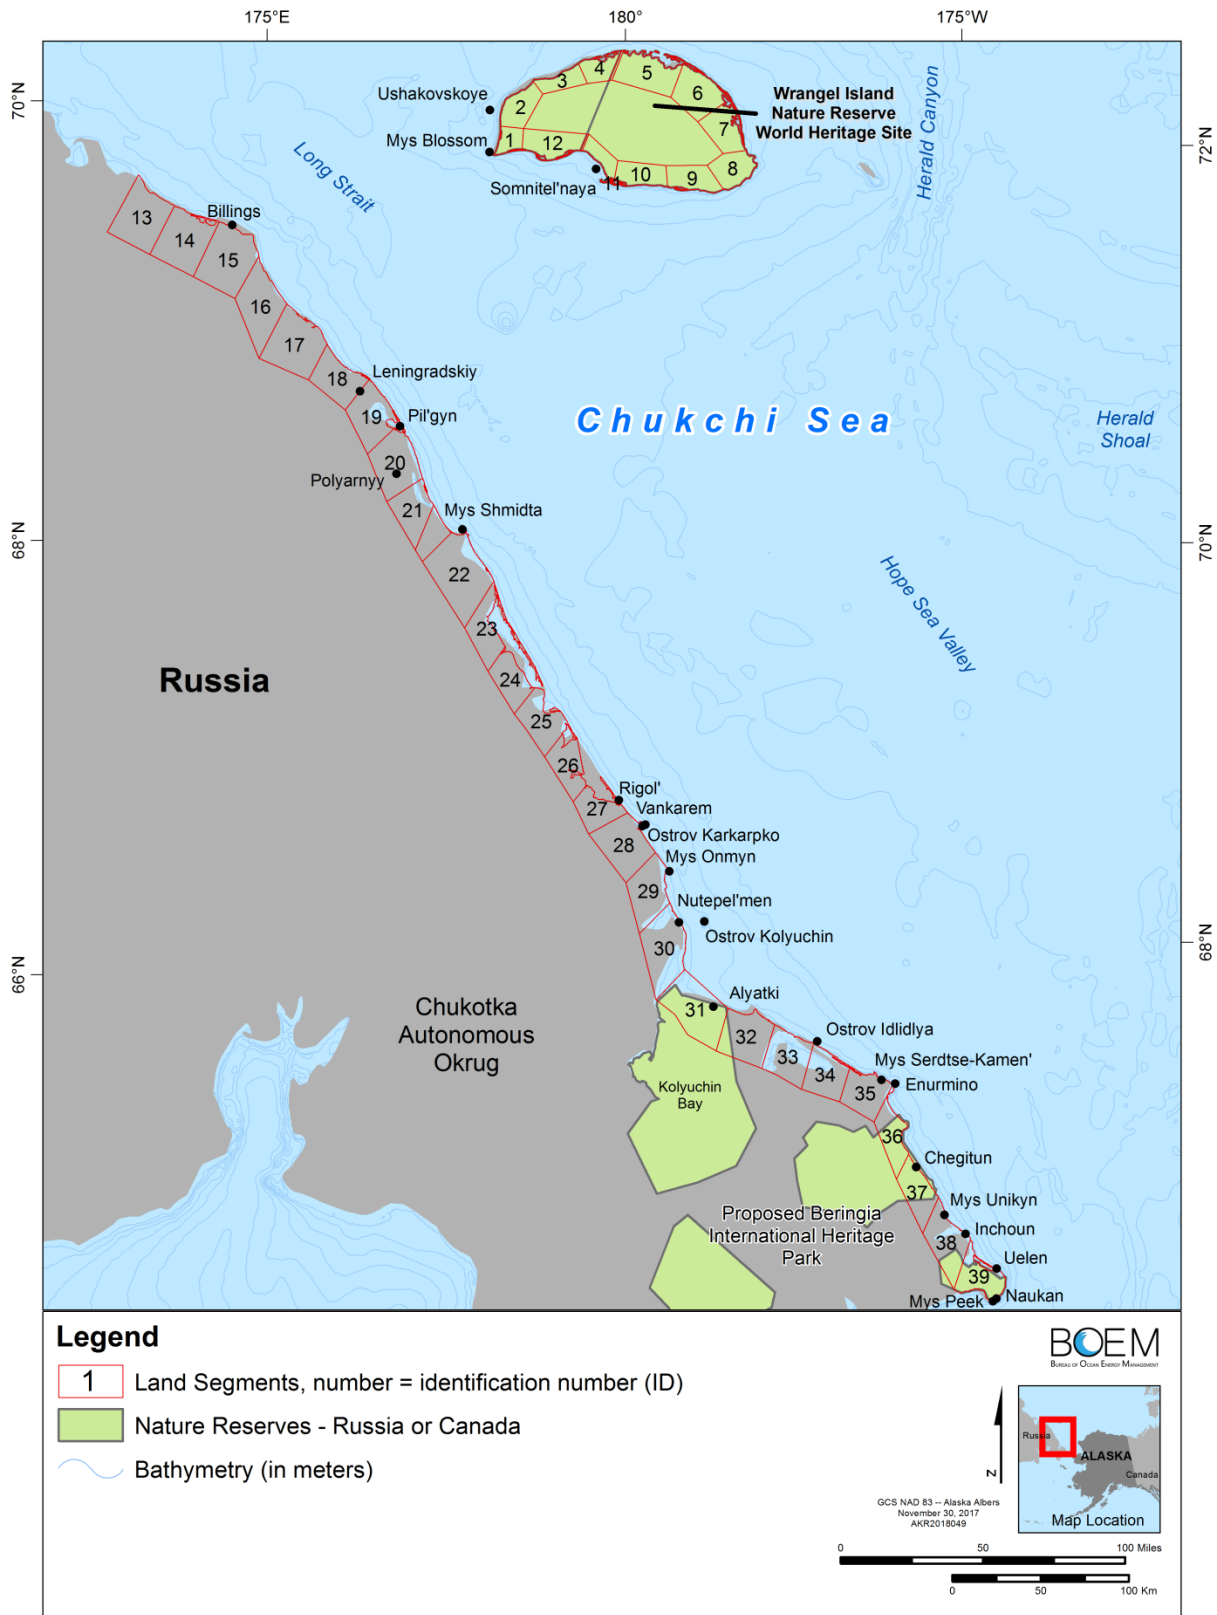 175°E
180°
175°W
70°N
72°N
68°N
70°N
66°N
68°N
Ushakovskoye
Mys Blossom
Somnitel'naya
Wrangel Island
Nature Reserve
World Heritage Site
Herald Canyon
Long Strait
1
2
3
4
5
6
7
8
9
10
11
12
Billings
13
14
15
16
17
18
Leningradskiy
19
Pil'gyn
20
Polyarnyy
21
Mys Shmidta
22
23
24
25
26
27
Chukchi Sea
Herald
Shoal
Hope Sea Valley
Russia
Rigol'
Vankarem
Ostrov Karkarpko
28
Mys Onmyn
29
Nutepel'men
Ostrov Kolyuchin
30
Alyatki
31
32
Ostrov Idlidlya
33
34
Mys Serdtse-Kamen'
35
Enurmino
Chukotka
Autonomous
Okrug
Kolyuchin
Bay
36
Chegitun
37
Mys Unikyn
Proposed Beringia
International Heritage
Park
38
Inchoun
Uelen
39
Naukan
Mys Peek
Legend
1 Land Segments, number = identification number (ID)
Nature Reserves - Russia or Canada
Bathymetry (in meters)
BOEM
Bureau of Ocean Energy Management
Russia
ALASKA
Canada
Map Location
N
GCS NAD 83 -- Alaska Albers
November 30, 2017
AKR2018049
0 50 100 Miles
0 50 100 Km